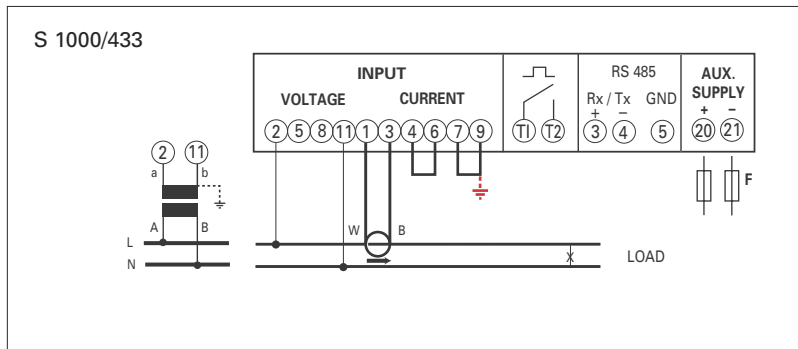 S 1000/433
INPUT
RS 485
AUX.
SUPPLY
VOLTAGE CURRENT
Rx / Tx GND
+ − + −
2 5 8 11 1 3 4 6 7 9 T1 T2 3 4 5 20 21
2 11
a b
F
A B
W B
L
N
X LOAD